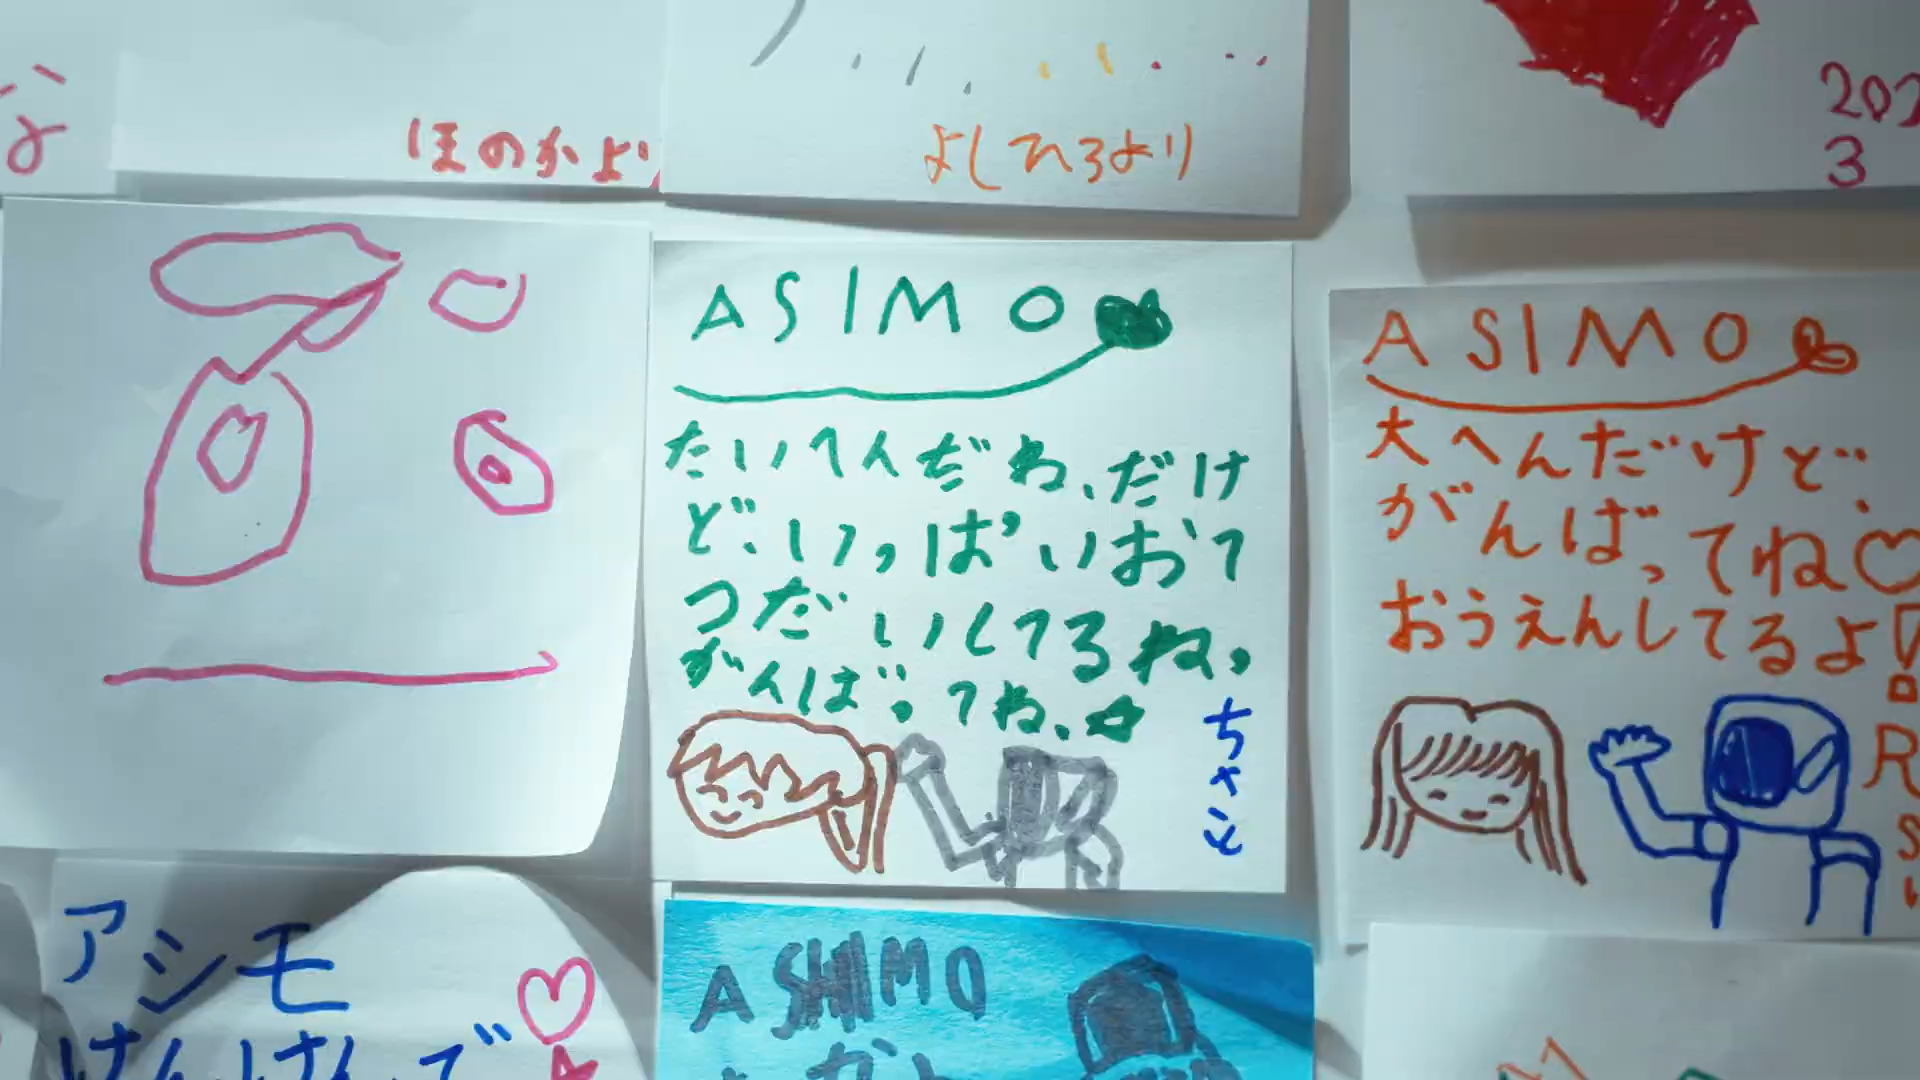 な
ほのかより
よしひろより
202
3
ASIMO
たいへんだね、だけ
ど、いっぱいおて
つだいしてるね。
がんばってね、☆
ASIMO
大へんだけど、
がんばってね♡
おうえんしてるよ!
アシモ
ASHIMO